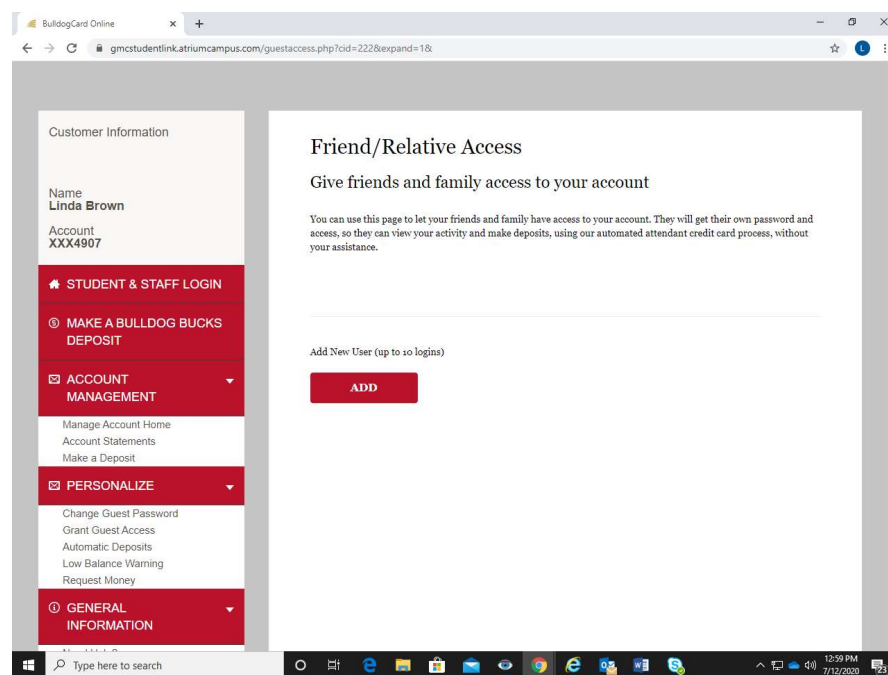 BulldogCard Online
gmcstudentlink.atriumcampus.com/guestaccess.php?cid=222&expand=1&
L
Customer Information
Name
Linda Brown
Account
XXX4907
STUDENT & STAFF LOGIN
MAKE A BULLDOG BUCKS
DEPOSIT
ACCOUNT
MANAGEMENT
Manage Account Home
Account Statements
Make a Deposit
PERSONALIZE
Change Guest Password
Grant Guest Access
Automatic Deposits
Low Balance Warning
Request Money
GENERAL
INFORMATION
Friend/Relative Access
Give friends and family access to your account
You can use this page to let your friends and family have access to your account. They will get their own password and
access, so they can view your activity and make deposits, using our automated attendant credit card process, without
your assistance.
Add New User (up to 10 logins)
ADD
Type here to search
12:59 PM
7/12/2020
23